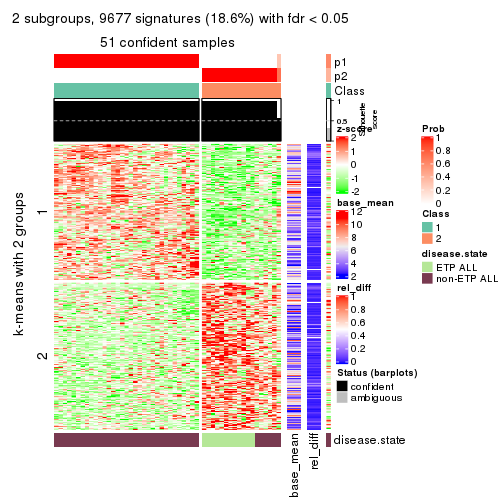 2 subgroups, 9677 signatures (18.6%) with fdr < 0.05
51 confident samples
p1
p2
Class
1
0.5
Silhouette
score
k-means with 2 groups
1
2
base_mean
rel_diff
disease.state
z-score
2
1
0
-1
-2
base_mean
12
10
8
6
4
2
rel_diff
1
0.8
0.6
0.4
0.2
0
Status (barplots)
confident
ambiguous
Prob
1
0.8
0.6
0.4
0.2
0
Class
1
2
disease.state
ETP ALL
non-ETP ALL